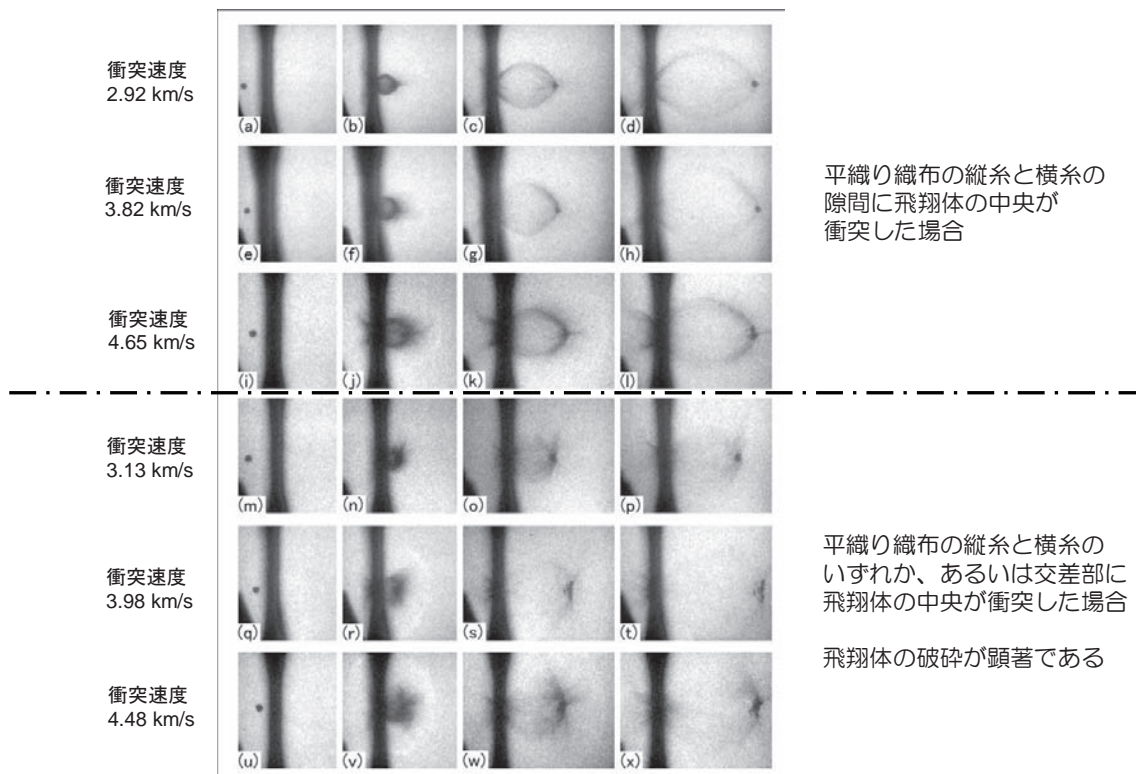 衝突速度
2.92 km/s
(a)
(b)
(c)
(d)
衝突速度
3.82 km/s
(e)
(f)
(g)
(h)
平織り織布の縦糸と横糸の
隙間に飛翔体の中央が
衝突した場合
衝突速度
4.65 km/s
(i)
(j)
(k)
(l)
衝突速度
3.13 km/s
(m)
(n)
(o)
(p)
衝突速度
3.98 km/s
(q)
(r)
(s)
(t)
平織り織布の縦糸と横糸の
いずれか、あるいは交差部に
飛翔体の中央が衝突した場合
飛翔体の破砕が顕著である
衝突速度
4.48 km/s
(u)
(v)
(w)
(x)